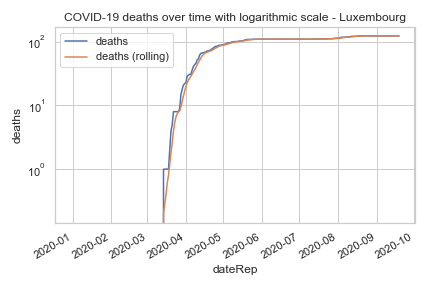 COVID-19 deaths over time with logarithmic scale - Luxembourg
deaths
deaths (rolling)
10²
10¹
10⁰
deaths
2020-01
2020-02
2020-03
2020-04
2020-05
2020-06
2020-07
2020-08
2020-09
2020-10
dateRep